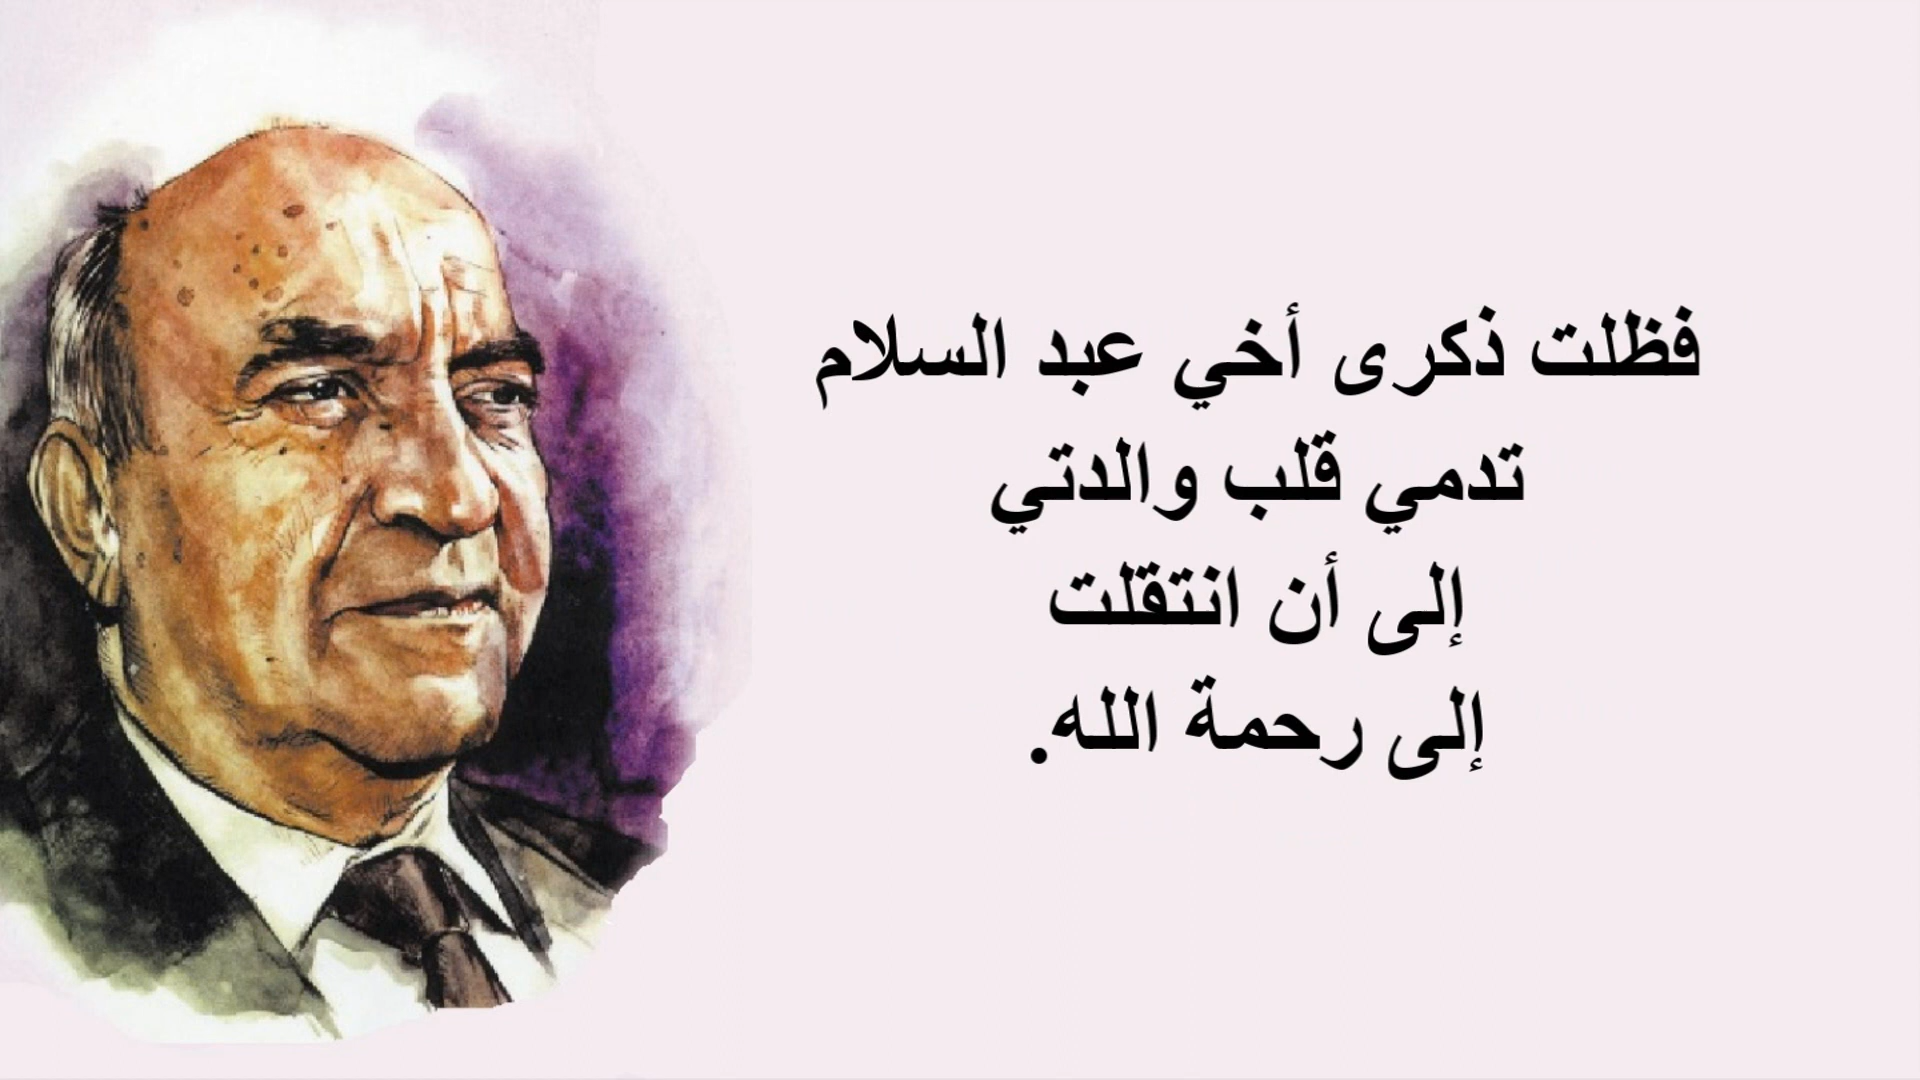 فظلت ذكرى أخي عبد السلام
تدمي قلب والدتي
إلى أن انتقلت
إلى رحمة الله.